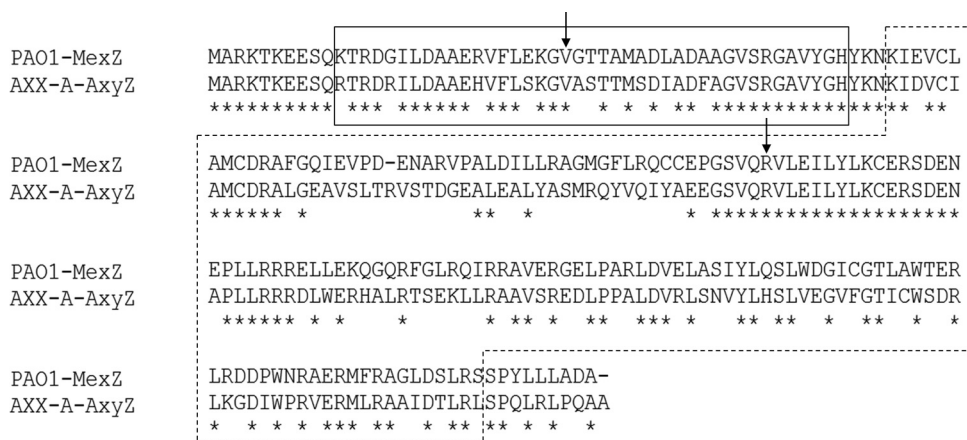 PAO1-MexZ MARKTKEESQKTRDGILDAAERVFLEKGVGTTAMADLADAAGVSRGAVYGHYKNKIEVCL
AXX-A-AxyZ MARKTKEESQRTRDRILDAAEHVFLSKGVASTTMSDIADFAGVSRGAVYGHYKNKIDVCI
********** *** ****** *** *** * * * * ** *************** ** **
PAO1-MexZ AMCDRAFGQIEVPD-ENARVPALDILLRAGMGFLRQCCEPGSVQRVLEILYLKCERSDEN
AXX-A-AxyZ AMCDRALGEAVSLTRVSTDGEALEALYASMRQYVQIYAEEGSVQRVLEILYLKCERSDEN
****** * ** * * *********************
PAO1-MexZ EPLLRRRELLEKQGQRFGLRQIRRAVERGELPARLDVELASIYLQSLWDGICGTLAWTER
AXX-A-AxyZ APLLRRRDLWERHALRTSEKLLRAAVSREDLPPALDVRLSNVYLHSLVEGVFGTICWSDR
****** * * * * ** * ** *** * ** ** * ** * *
PAO1-MexZ LRDDPWNRAERMFRAGLDSLRSSPYLLLADA-
AXX-A-AxyZ LKGDIWPRVERMLRAAIDTLRLSPQLRLPQAA
* * * * *** ** * ** ** * * *